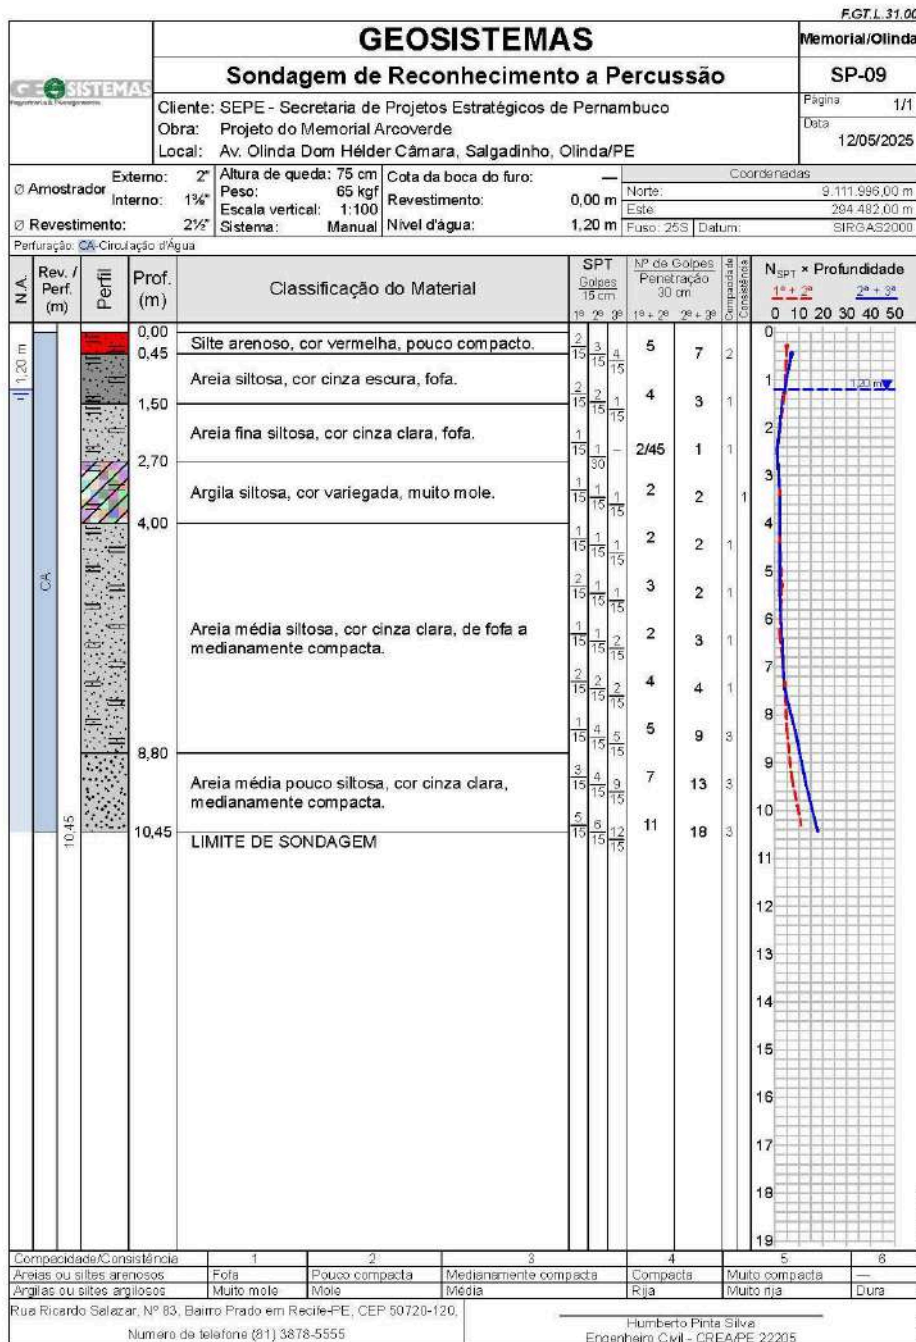 F.GT.L.31.00
GEOSISTEMAS
Memorial/Olinda
GEOSISTEMAS
Sondagem de Reconhecimento a Percussão
SP-09
Cliente: SEPE - Secretaria de Projetos Estratégicos de Pernambuco
Página 1/1
Obra: Projeto do Memorial Arcoverde
Data 12/05/2025
Local: Av. Olinda Dom Hélder Câmara, Salgadinho, Olinda/PE
Ø Amostrador Externo: 2" Interno: 1⅜"
Ø Revestimento: 2½"
Altura de queda: 75 cm
Peso: 65 kgf
Escala vertical: 1:100
Sistema: Manual
Cota da boca do furo: —
Revestimento: 0,00 m
Nível d'água: 1,20 m
Coordenadas
Norte: 9.111.996,00 m
Este: 294.482,00 m
Fuso: 25S Datum: SIRGAS2000
Perfuração: CA-Circulação d'Água
N.A.
Rev. / Perf. (m)
Perfil
Prof. (m)
Classificação do Material
SPT Golpes 15 cm 1ª 2ª 3ª
Nº de Golpes Penetração 30 cm 1ª + 2ª 2ª + 3ª
Compacidade Consistência
N SPT × Profundidade
1ª + 2ª 2ª + 3ª
0 10 20 30 40 50
1,20 m
CA
10,45
0,00
Silte arenoso, cor vermelha, pouco compacto. 2/15 3/15 4/15 5 7 2
0,45
Areia siltosa, cor cinza escura, fofa. 2/15 2/15 1/15 4 3 1
1,50
Areia fina siltosa, cor cinza clara, fofa. 1/15 1/30 – 2/45 1 1
2,70
Argila siltosa, cor variegada, muito mole. 1/15 1/15 1/15 2 2 1
4,00
1/15 1/15 1/15 2 2 1
2/15 1/15 1/15 3 2 1
Areia média siltosa, cor cinza clara, de fofa a
medianamente compacta.
1/15 1/15 2/15 2 3 1
2/15 2/15 2/15 4 4 1
1/15 4/15 5/15 5 9 3
8,80
Areia média pouco siltosa, cor cinza clara,
medianamente compacta.
3/15 4/15 9/15 7 13 3
10,45
LIMITE DE SONDAGEM
5/15 6/15 12/15 11 18 3
0
1
1,20 m
2
3
4
5
6
7
8
9
10
11
12
13
14
15
16
17
18
19
Compacidade/Consistência 1 2 3 4 5 6
Areias ou siltes arenosos Fofa Pouco compacta Medianamente compacta Compacta Muito compacta —
Argilas ou siltes argilosos Muito mole Mole Média Rija Muito rija Dura
Rua Ricardo Salazar, Nº 83, Bairro Prado em Recife-PE, CEP 50720-120,
Numero de telefone (81) 3878-5555
Humberto Pinta Silva
Engenheiro Civil - CREA/PE 22205